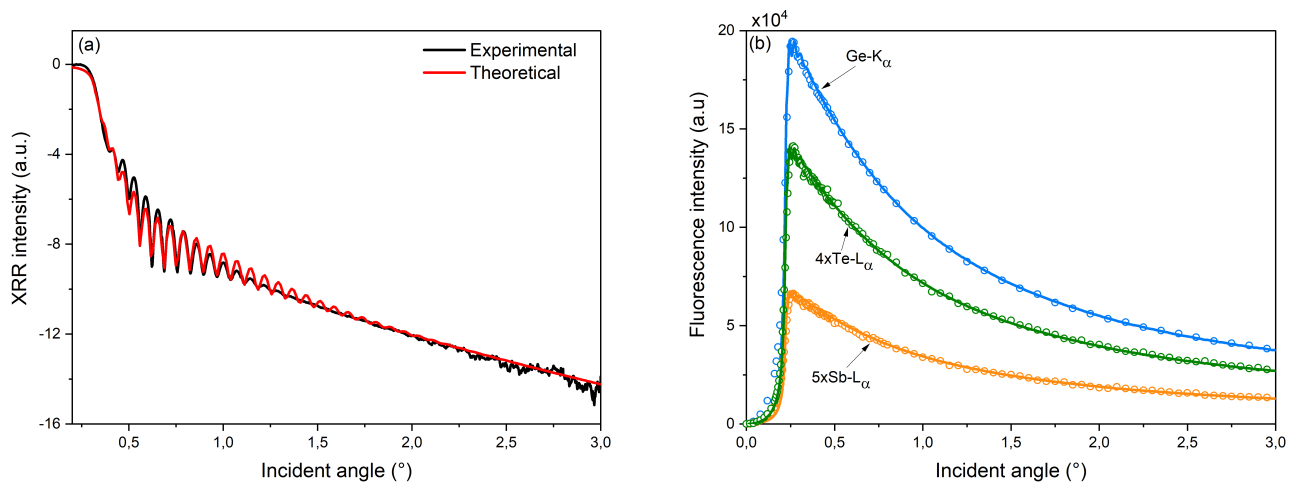 (a)
Experimental
Theoretical
XRR intensity (a.u.)
0
-4
-8
-12
-16
0,5
1,0
1,5
2,0
2,5
3,0
Incident angle (°)
x10⁴
(b)
Ge-Kα
4xTe-Lα
5xSb-Lα
Fluorescence intensity (a.u)
20
15
10
5
0
0,0
0,5
1,0
1,5
2,0
2,5
3,0
Incident angle (°)